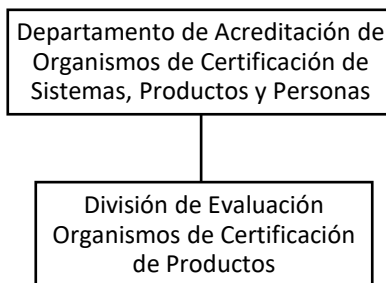 Departamento de Acreditación de
Organismos de Certificación de
Sistemas, Productos y Personas
División de Evaluación
Organismos de Certificación
de Productos